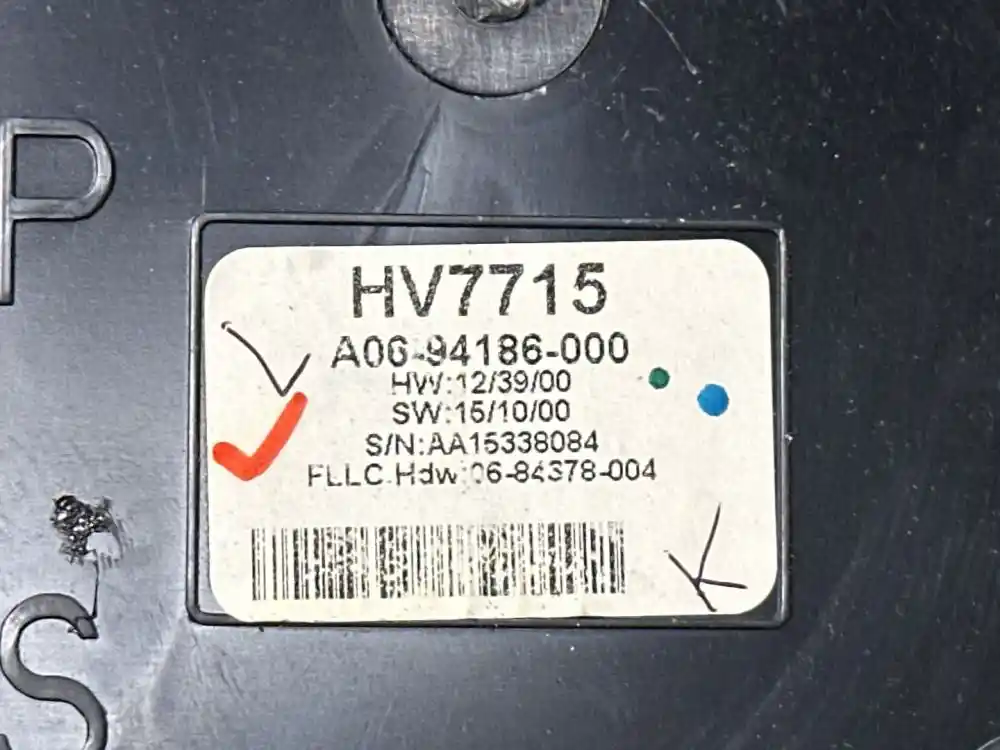 P
HV7715
A06-94186-000
HW:12/39/00
SW:15/10/00
S/N:AA15338084
FLLC.Hdw:06-84378-004
K
S